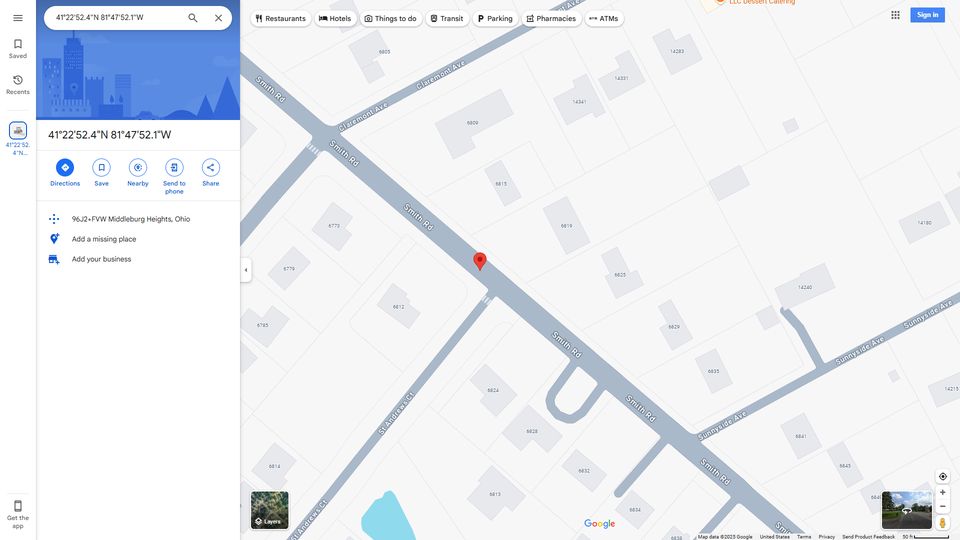 41°22'52.4"N 81°47'52.1"W
Restaurants
Hotels
Things to do
Transit
Parking
Pharmacies
ATMs
LLC Dessert Catering
Sign in
Saved
Recents
41°22'52.
4"N...
41°22'52.4"N 81°47'52.1"W
Directions
Save
Nearby
Send to
phone
Share
96J2+FVW Middleburg Heights, Ohio
Add a missing place
Add your business
Get the
app
Smith Rd
Claremont Ave
Claremont Ave
Smith Rd
Smith Rd
Smith Rd
Smith Rd
Smith Rd
St Andrews Ct
St Andrews Ct
Sunnyside Ave
Sunnyside Ave
Sunnyside Ave
6805
14283
14331
14341
6809
6815
6819
6773
6779
6785
6812
6825
14180
14240
6829
6835
14215
6824
6828
6841
6843
6832
6814
6813
6834
Layers
Google
Map data ©2025 Google
United States
Terms
Privacy
Send Product Feedback
50 ft